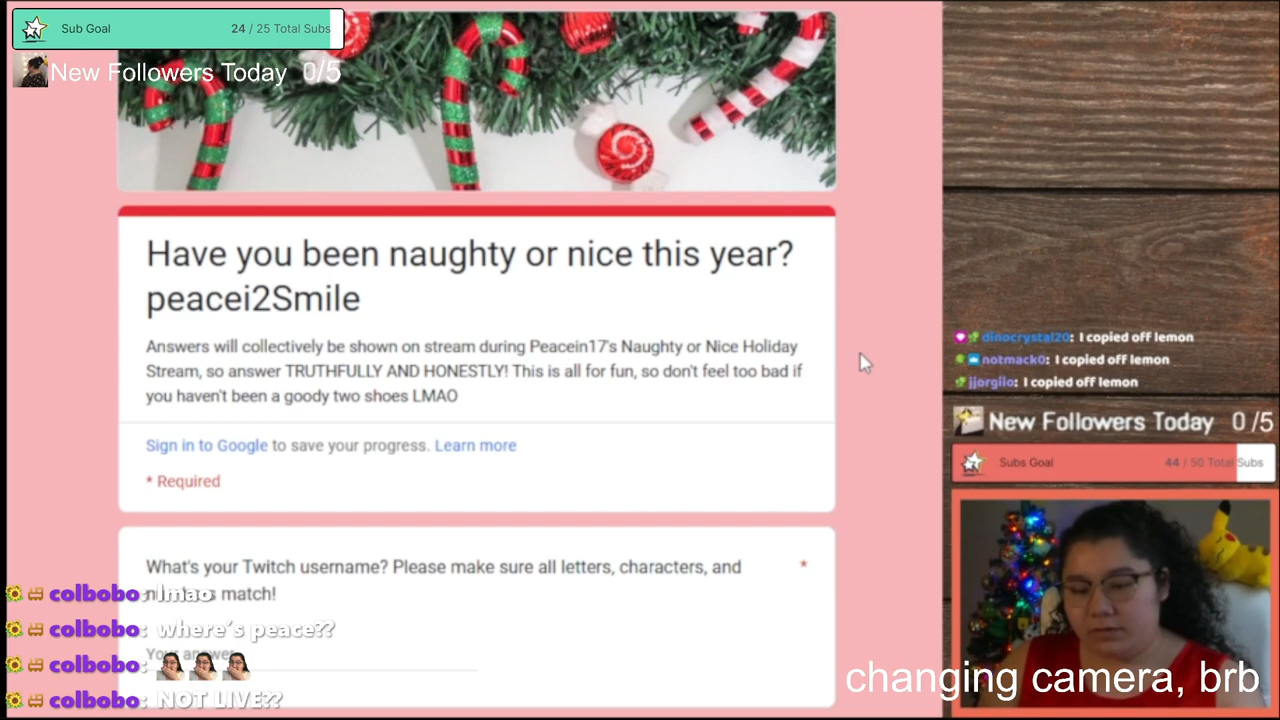 Sub Goal 24 / 25 Total Subs
New Followers Today 0/5
Have you been naughty or nice this year?
peacei2Smile
Answers will collectively be shown on stream during Peacein17's Naughty or Nice Holiday
Stream, so answer TRUTHFULLY AND HONESTLY! This is all for fun, so don't feel too bad if
you haven't been a goody two shoes LMAO
Sign in to Google to save your progress. Learn more
* Required
What's your Twitch username? Please make sure all letters, characters, and *
match!
Your answer
colbobo: lmao
colbobo: where's peace??
colbobo:
colbobo: NOT LIVE??
dinocrystal20: I copied off lemon
notmack0: I copied off lemon
jjorgiio: I copied off lemon
New Followers Today 0 /5
Subs Goal 44 / 50 Total Subs
changing camera, brb